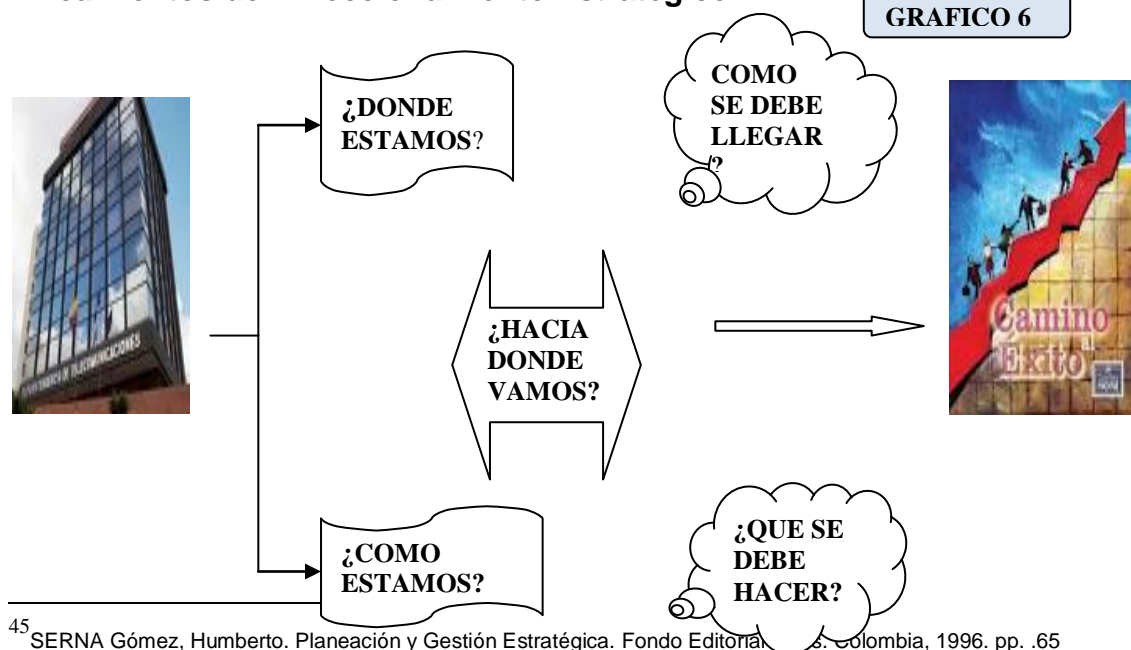 GRAFICO 6
¿DONDE
ESTAMOS?
COMO
SE DEBE
LLEGAR
?
¿HACIA
DONDE
VAMOS?
Camino
al
Éxito
¿COMO
ESTAMOS?
¿QUE SE
DEBE
HACER?
45 SERNA Gómez, Humberto. Planeación y Gestión Estratégica. Fondo Colombia, 1996. pp. .65